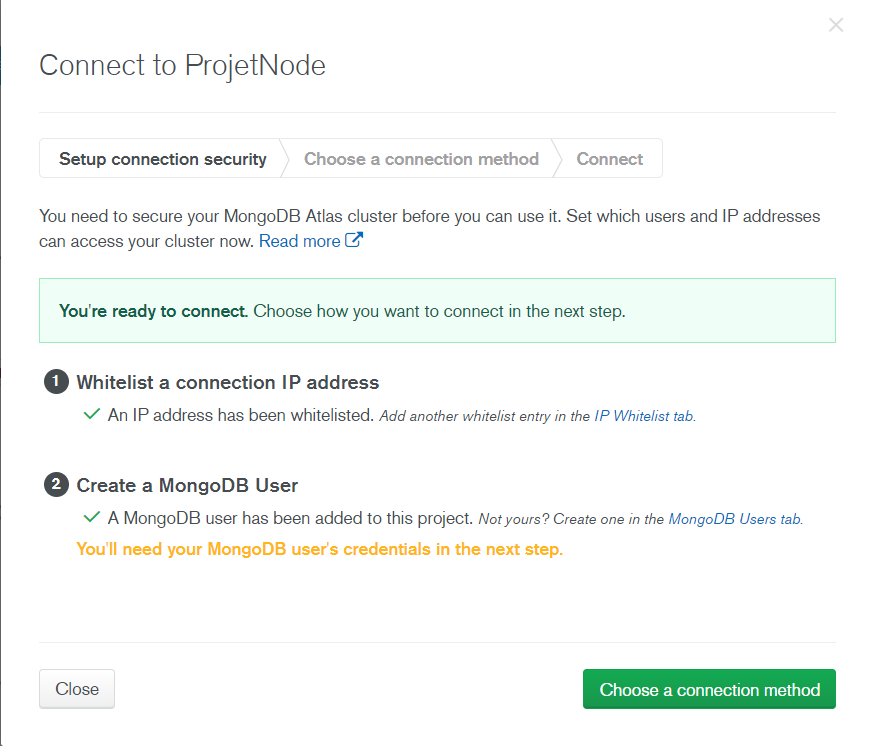 Connect to ProjetNode
Setup connection security
Choose a connection method
Connect
You need to secure your MongoDB Atlas cluster before you can use it. Set which users and IP addresses
can access your cluster now. Read more
You're ready to connect. Choose how you want to connect in the next step.
1 Whitelist a connection IP address
An IP address has been whitelisted. Add another whitelist entry in the IP Whitelist tab.
2 Create a MongoDB User
A MongoDB user has been added to this project. Not yours? Create one in the MongoDB Users tab.
You'll need your MongoDB user's credentials in the next step.
Close
Choose a connection method